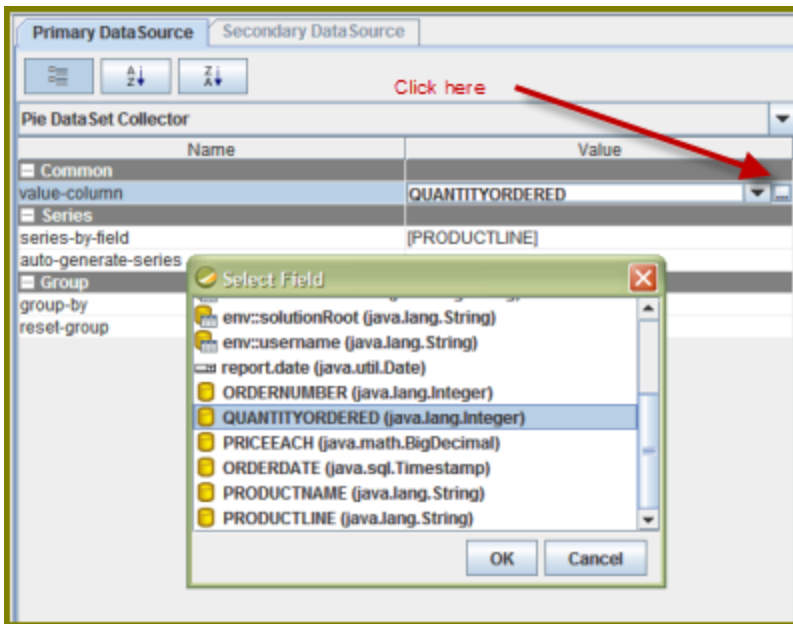 Primary DataSource Secondary DataSource
A Z Z A
Click here
Pie DataSet Collector
Name Value
Common
value-column QUANTITYORDERED ...
Series
series-by-field [PRODUCTLINE]
auto-generate-series
Group
group-by
reset-group
Select Field
env::solutionRoot (java.lang.String)
env::username (java.lang.String)
report.date (java.util.Date)
ORDERNUMBER (java.lang.Integer)
QUANTITYORDERED (java.lang.Integer)
PRICEEACH (java.math.BigDecimal)
ORDERDATE (java.sql.Timestamp)
PRODUCTNAME (java.lang.String)
PRODUCTLINE (java.lang.String)
OK Cancel